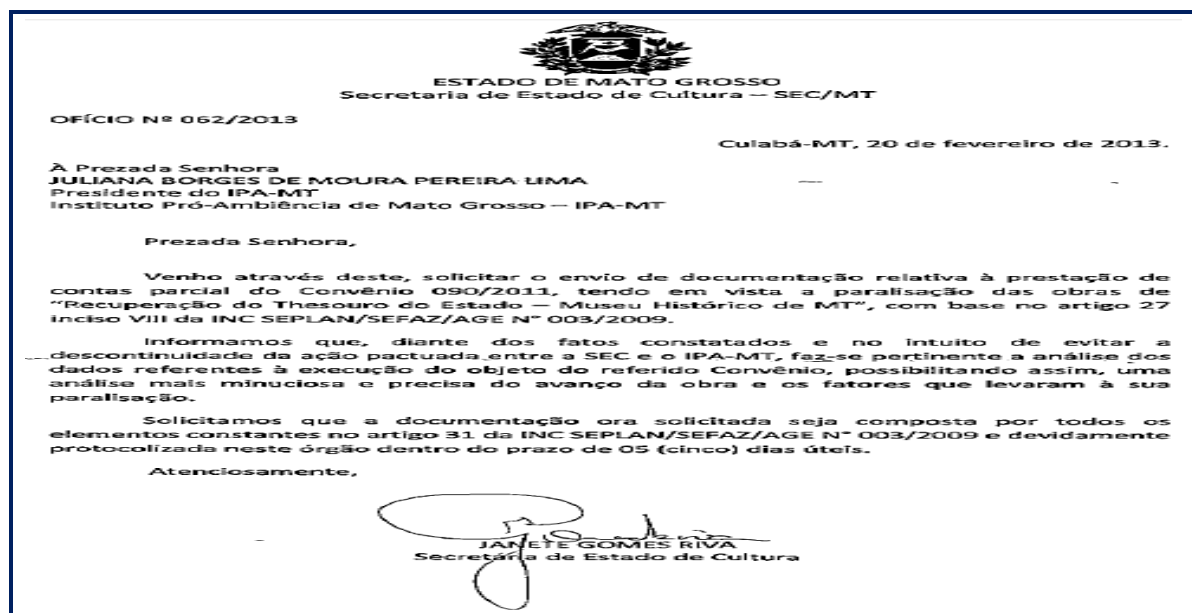 ESTADO DE MATO GROSSO
Secretaria de Estado de Cultura – SEC/MT
OFÍCIO Nº 062/2013
Cuiabá-MT, 20 de fevereiro de 2013.
À Prezada Senhora
JULIANA BORGES DE MOURA PEREIRA LIMA
Presidente do IPA-MT
Instituto Pró-Ambiência de Mato Grosso – IPA-MT
Prezada Senhora,
Venho através deste, solicitar o envio de documentação relativa à prestação de
contas parcial do Convênio 090/2011, tendo em vista a paralisação das obras de
"Recuperação do Thesouro do Estado – Museu Histórico de MT", com base no artigo 27
inciso VIII da INC SEPLAN/SEFAZ/AGE N° 003/2009.
Informamos que, diante dos fatos constatados e no intuito de evitar a
descontinuidade da ação pactuada entre a SEC e o IPA-MT, faz-se pertinente a análise dos
dados referentes à execução do objeto do referido Convênio, possibilitando assim, uma
análise mais minuciosa e precisa do avanço da obra e os fatores que levaram à sua
paralisação.
Solicitamos que a documentação ora solicitada seja composta por todos os
elementos constantes no artigo 31 da INC SEPLAN/SEFAZ/AGE N° 003/2009 e devidamente
protocolizada neste órgão dentro do prazo de 05 (cinco) dias úteis.
Atenciosamente,
JANETE GOMES RIVA
Secretária de Estado de Cultura